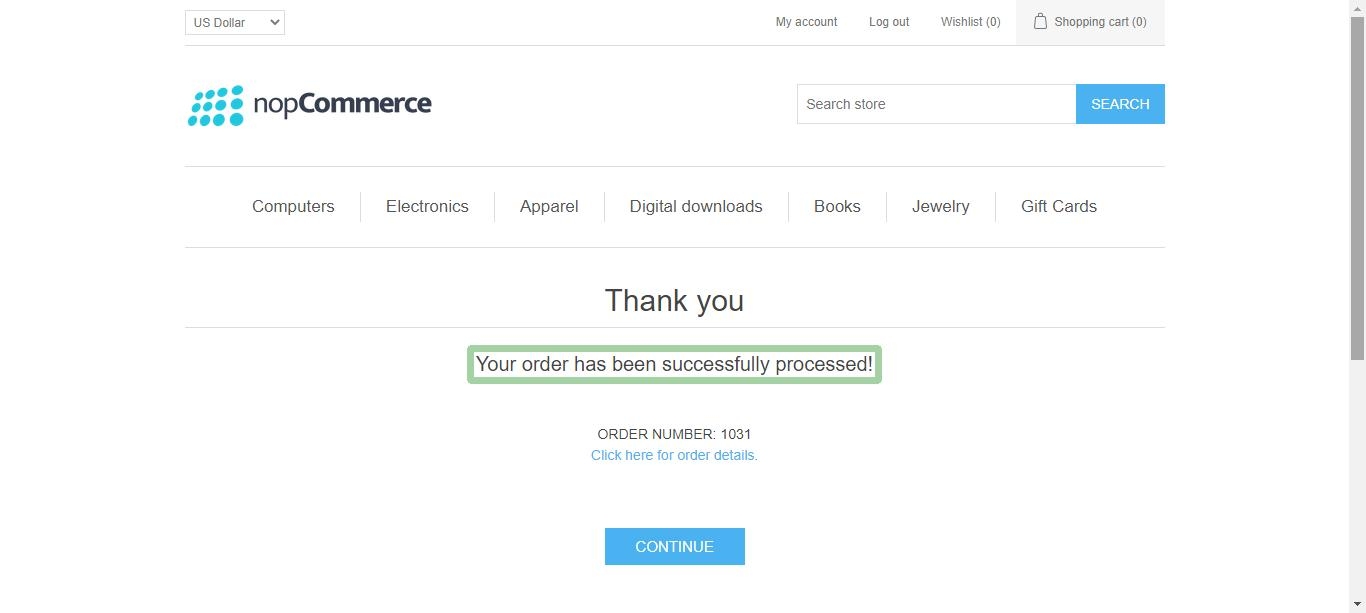 US Dollar
My account
Log out
Wishlist (0)
Shopping cart (0)
nopCommerce
Search store
SEARCH
Computers
Electronics
Apparel
Digital downloads
Books
Jewelry
Gift Cards
Thank you
Your order has been successfully processed!
ORDER NUMBER: 1031
Click here for order details.
CONTINUE